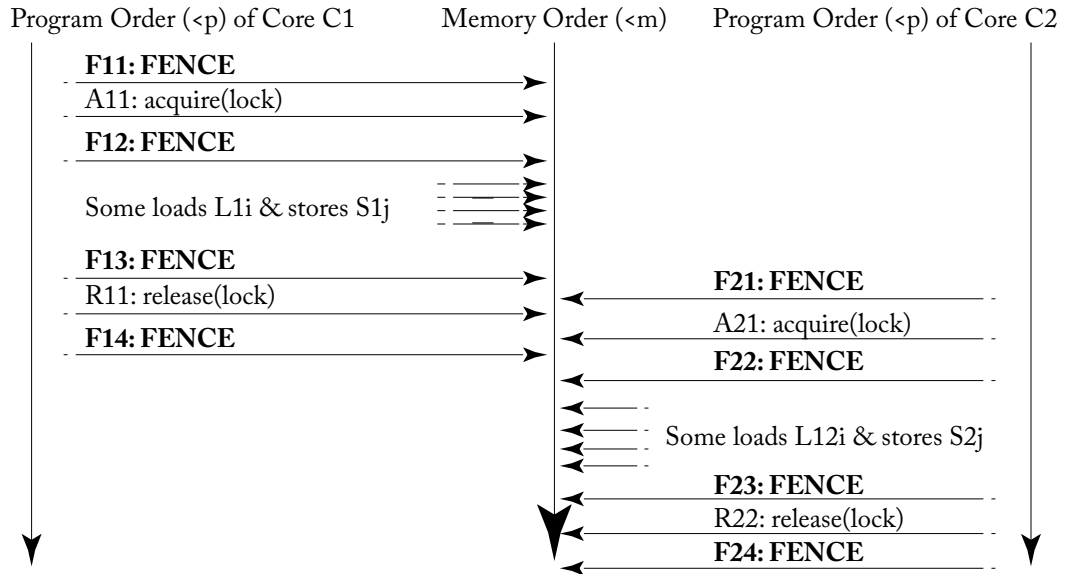 Program Order (<p) of Core C1
Memory Order (<m)
Program Order (<p) of Core C2
F11: FENCE
A11: acquire(lock)
F12: FENCE
Some loads L1i & stores S1j
F13: FENCE
R11: release(lock)
F14: FENCE
F21: FENCE
A21: acquire(lock)
F22: FENCE
Some loads L12i & stores S2j
F23: FENCE
R22: release(lock)
F24: FENCE